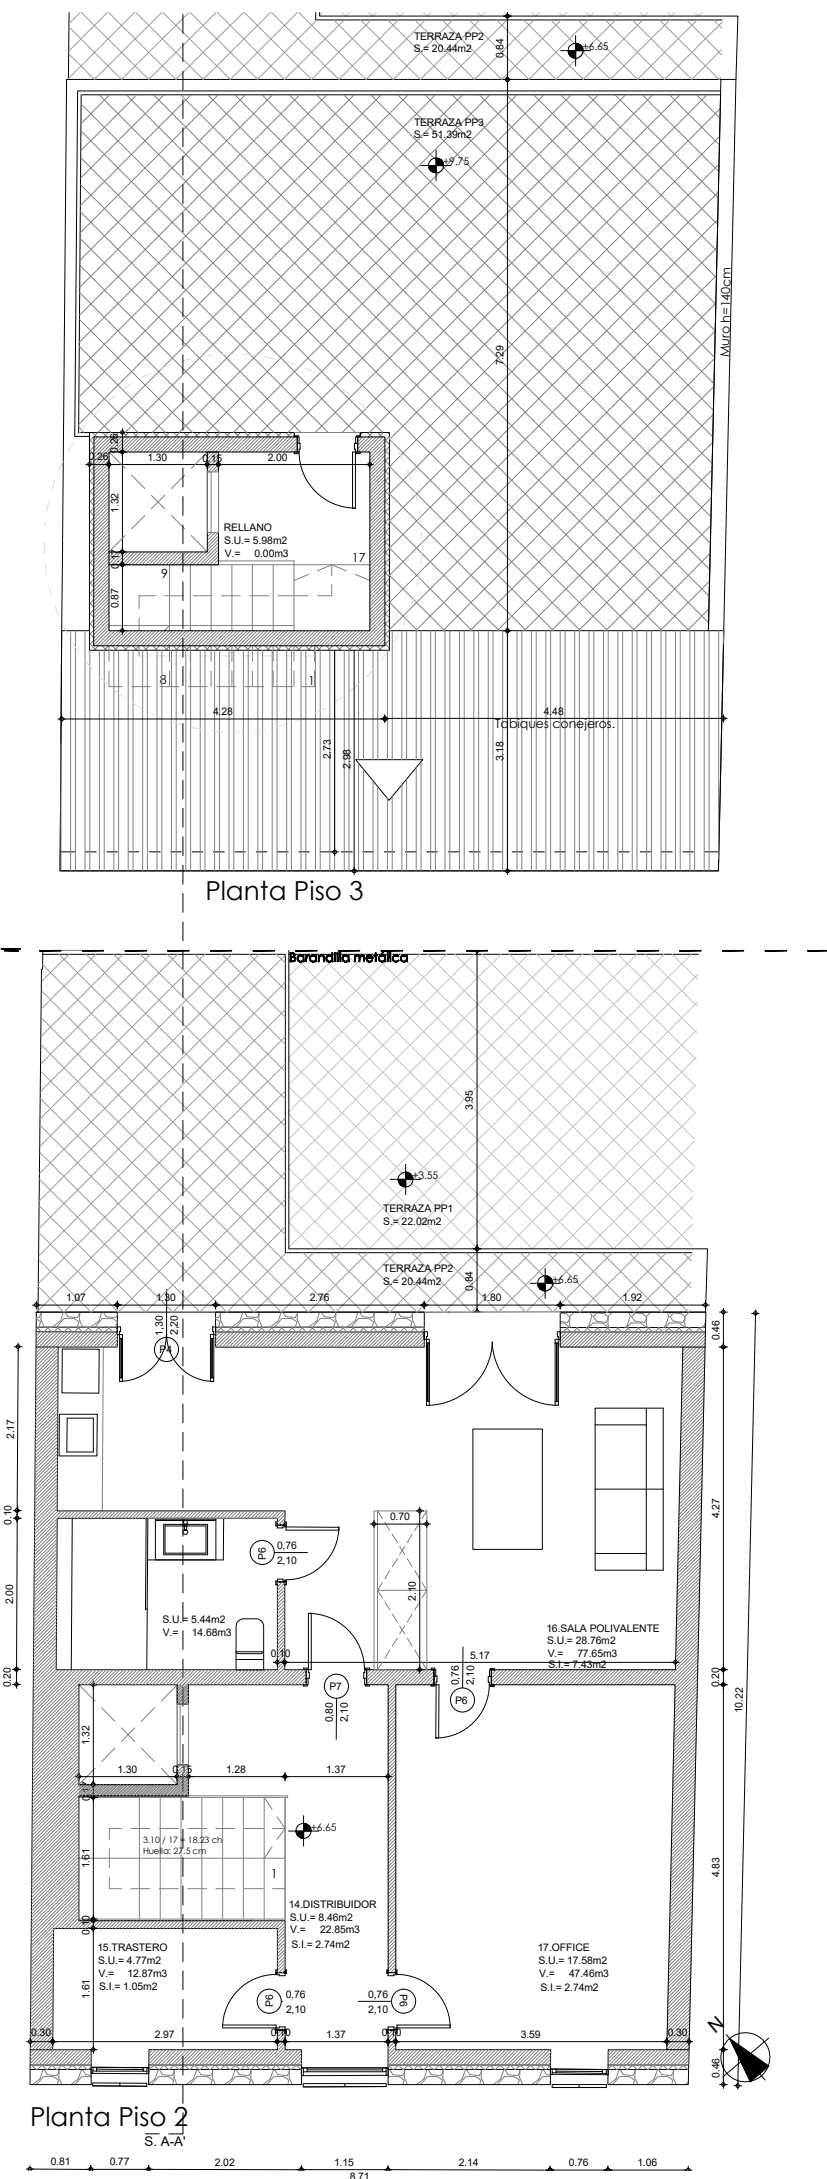 TERRAZA PP2
S.= 20.44m2
0.84
+6.65
TERRAZA PP3
S.= 51.39m2
+9.75
Muro h=140cm
7.29
0.26
0.26
1.30
0.15
2.00
1.32
RELLANO
S.U.= 5.98m2
V.= 0.00m3
17
9
0.87
8
1
4.28
4.48
Tabiques conejeros.
2.73
2.98
3.18
Planta Piso 3
Barandilla metálica
3.95
+3.55
TERRAZA PP1
S.= 22.02m2
TERRAZA PP2
S.= 20.44m2
0.84
+6.65
1.07
1.30
2.76
1.80
1.92
1,30
2,20
P4
0.46
2.17
0.10
2.00
0.20
4.27
10.22
0.70
2.10
P6
0,76
2,10
S.U.= 5.44m2
V.= 14.68m3
16.SALA POLIVALENTE
S.U.= 28.76m2
V.= 77.65m3
S.I.= 7.43m2
0.10
5.17
0.20
P7
0,80
2,10
0,76
2,10
P6
1.32
1.30
0.15
1.28
1.37
3.10 / 17 = 18.23 ch
Huella: 27.5 cm
+6.65
1
1.61
0.10
4.83
14.DISTRIBUIDOR
S.U.= 8.46m2
V.= 22.85m3
S.I.= 2.74m2
15.TRASTERO
S.U.= 4.77m2
V.= 12.87m3
S.I.= 1.05m2
1.61
17.OFFICE
S.U.= 17.58m2
V.= 47.46m3
S.I.= 2.74m2
P6
0,76
2,10
0,76
2,10
P6
0.30
2.97
0.10
1.37
0.10
3.59
0.30
N
0.46
Planta Piso 2
S. A-A'
0.81
0.77
2.02
1.15
2.14
0.76
1.06
8.71